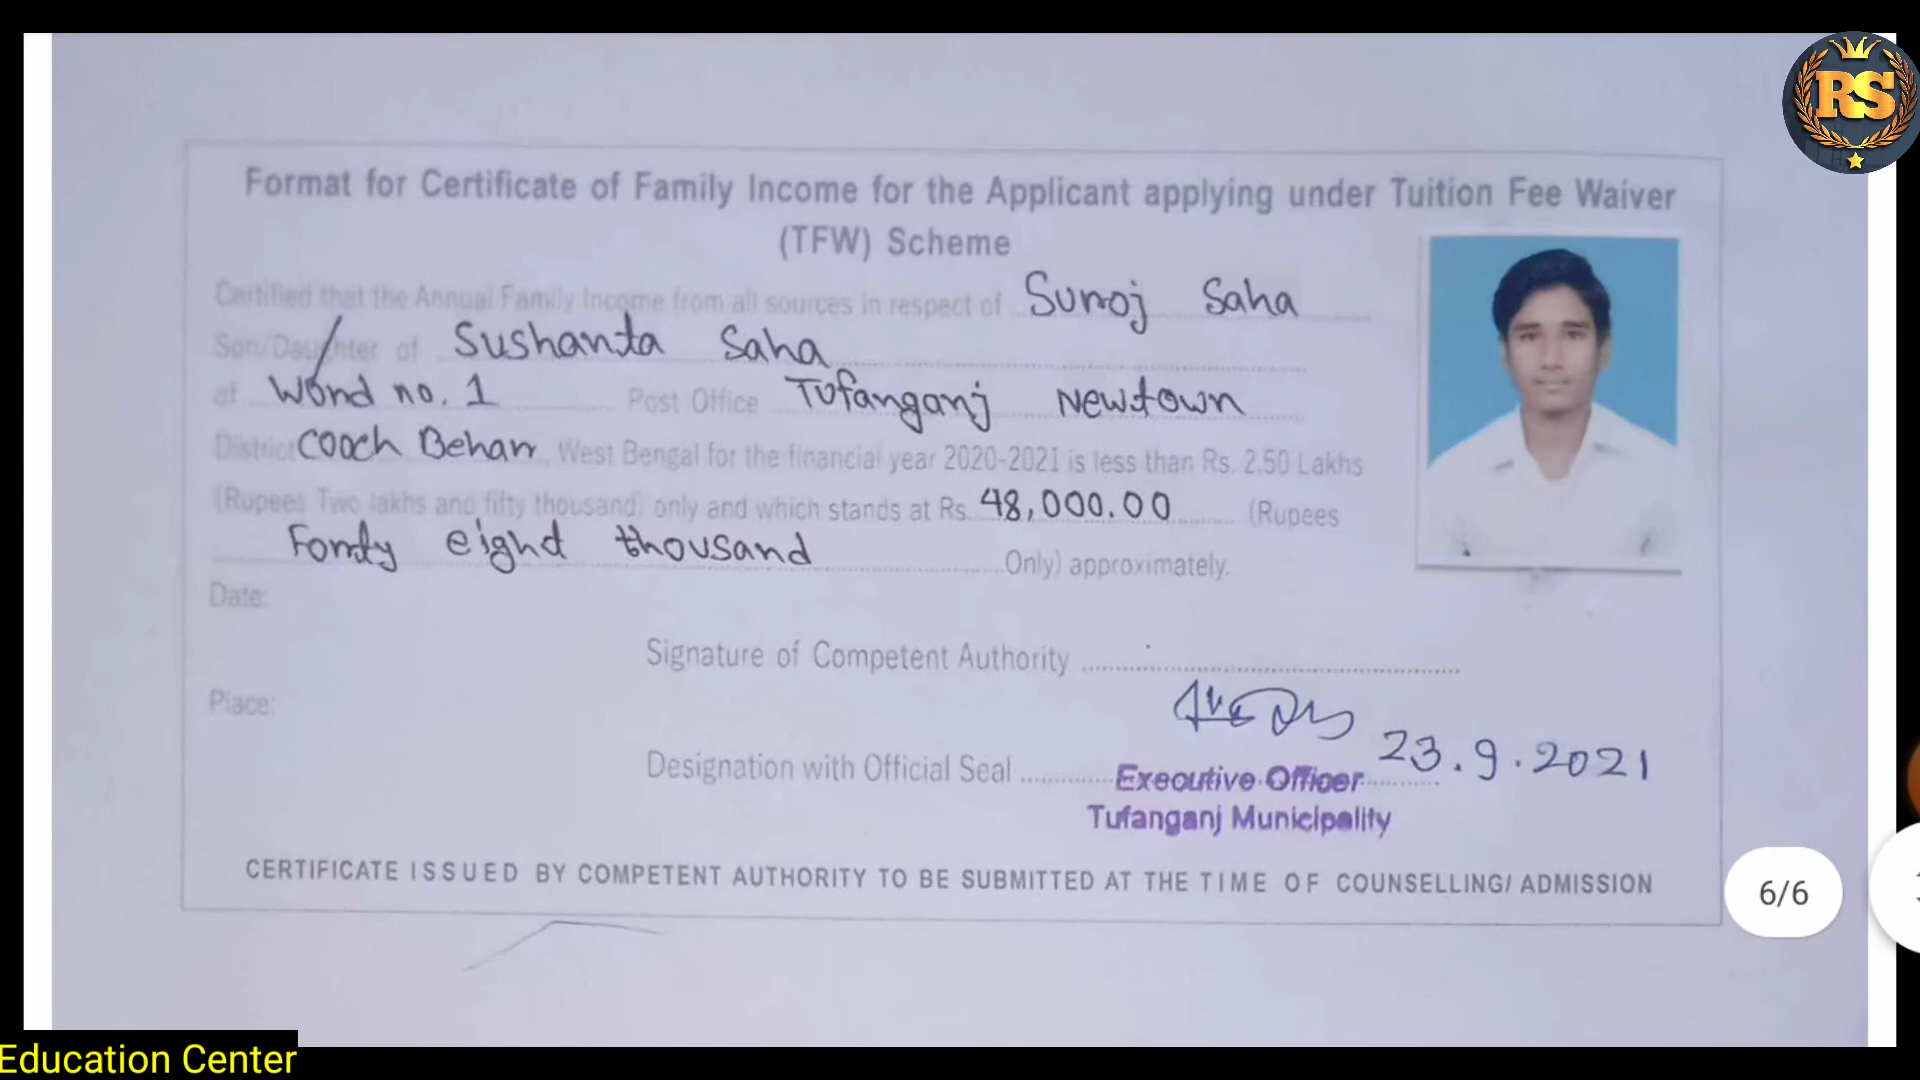 RS
Format for Certificate of Family Income for the Applicant applying under Tuition Fee Waiver
(TFW) Scheme
Certified that the Annual Family Income from all sources in respect of Suroj Saha
Son/Daughter of Sushanta Saha
at Word no. 1 Post Office Tufanganj Newtown
District Cooch Behar, West Bengal for the financial year 2020-2021 is less than Rs. 2.50 Lakhs
(Rupees Two lakhs and fifty thousand) only and which stands at Rs. 48,000.00 (Rupees
Forty eight thousand Only) approximately.
Date:
Signature of Competent Authority
Place:
23.9.2021
Designation with Official Seal Executive Officer
Tufanganj Municipality
CERTIFICATE ISSUED BY COMPETENT AUTHORITY TO BE SUBMITTED AT THE TIME OF COUNSELLING/ ADMISSION
6/6
Education Center